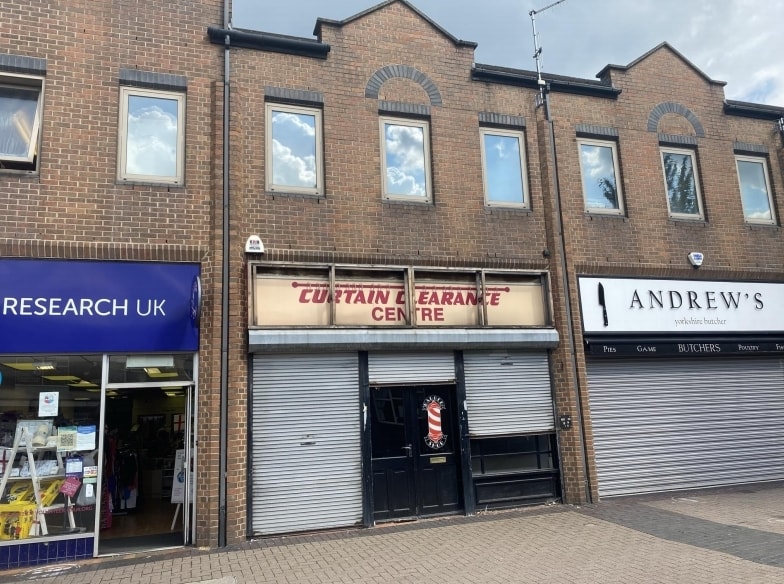 RESEARCH UK
CURTAIN CLEARANCE
CENTRE
ANDREW'S
yorkshire butcher
PIES GAME BUTCHERS POULTRY